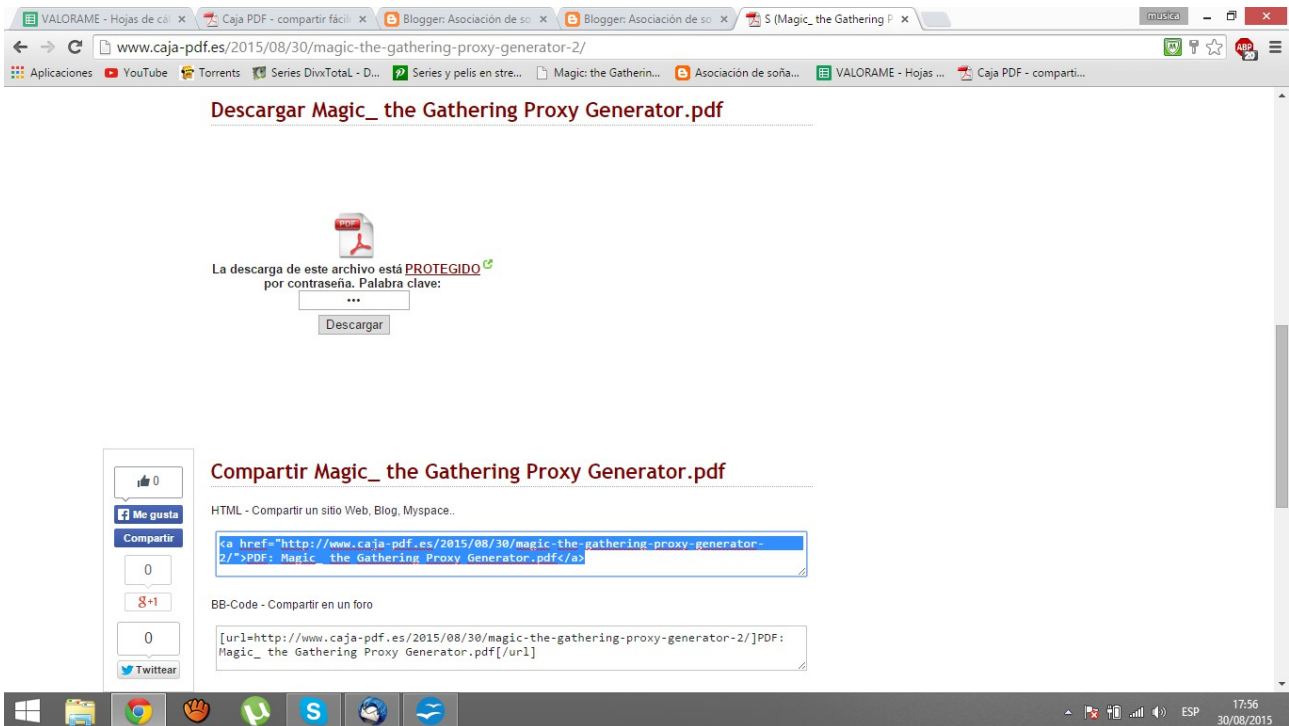 VALORAME - Hojas de cál
Caja PDF - compartir fácil
Blogger: Asociación de so
Blogger: Asociación de so
S (Magic_ the Gathering P
musica
www.caja-pdf.es/2015/08/30/magic-the-gathering-proxy-generator-2/
ABP
20
Aplicaciones
YouTube
Torrents
Series DivxTotaL - D...
Series y pelis en stre...
Magic: the Gatherin...
Asociación de soña...
VALORAME - Hojas ...
Caja PDF - comparti...
Descargar Magic_ the Gathering Proxy Generator.pdf
PDF
La descarga de este archivo está PROTEGIDO
por contraseña. Palabra clave:
•••
Descargar
0
Me gusta
Compartir
0
g+1
0
Twittear
Compartir Magic_ the Gathering Proxy Generator.pdf
HTML - Compartir un sitio Web, Blog, Myspace..
<a href="http://www.caja-pdf.es/2015/08/30/magic-the-gathering-proxy-generator-
2/">PDF: Magic_ the Gathering Proxy Generator.pdf</a>
BB-Code - Compartir en un foro
[url=http://www.caja-pdf.es/2015/08/30/magic-the-gathering-proxy-generator-2/]PDF:
Magic_ the Gathering Proxy Generator.pdf[/url]
ESP
17:56
30/08/2015